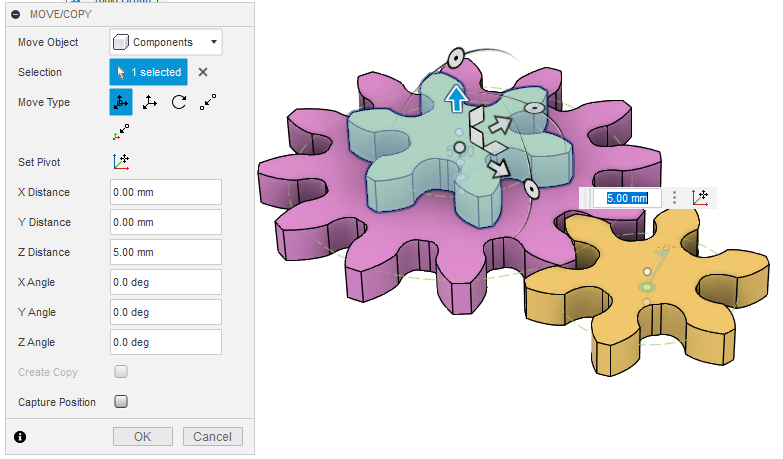 MOVE/COPY
Move Object Components
Selection 1 selected
Move Type
Set Pivot
X Distance 0.00 mm
Y Distance 0.00 mm
Z Distance 5.00 mm
X Angle 0.0 deg
Y Angle 0.0 deg
Z Angle 0.0 deg
Create Copy
Capture Position
OK Cancel
5.00
5.00 mm